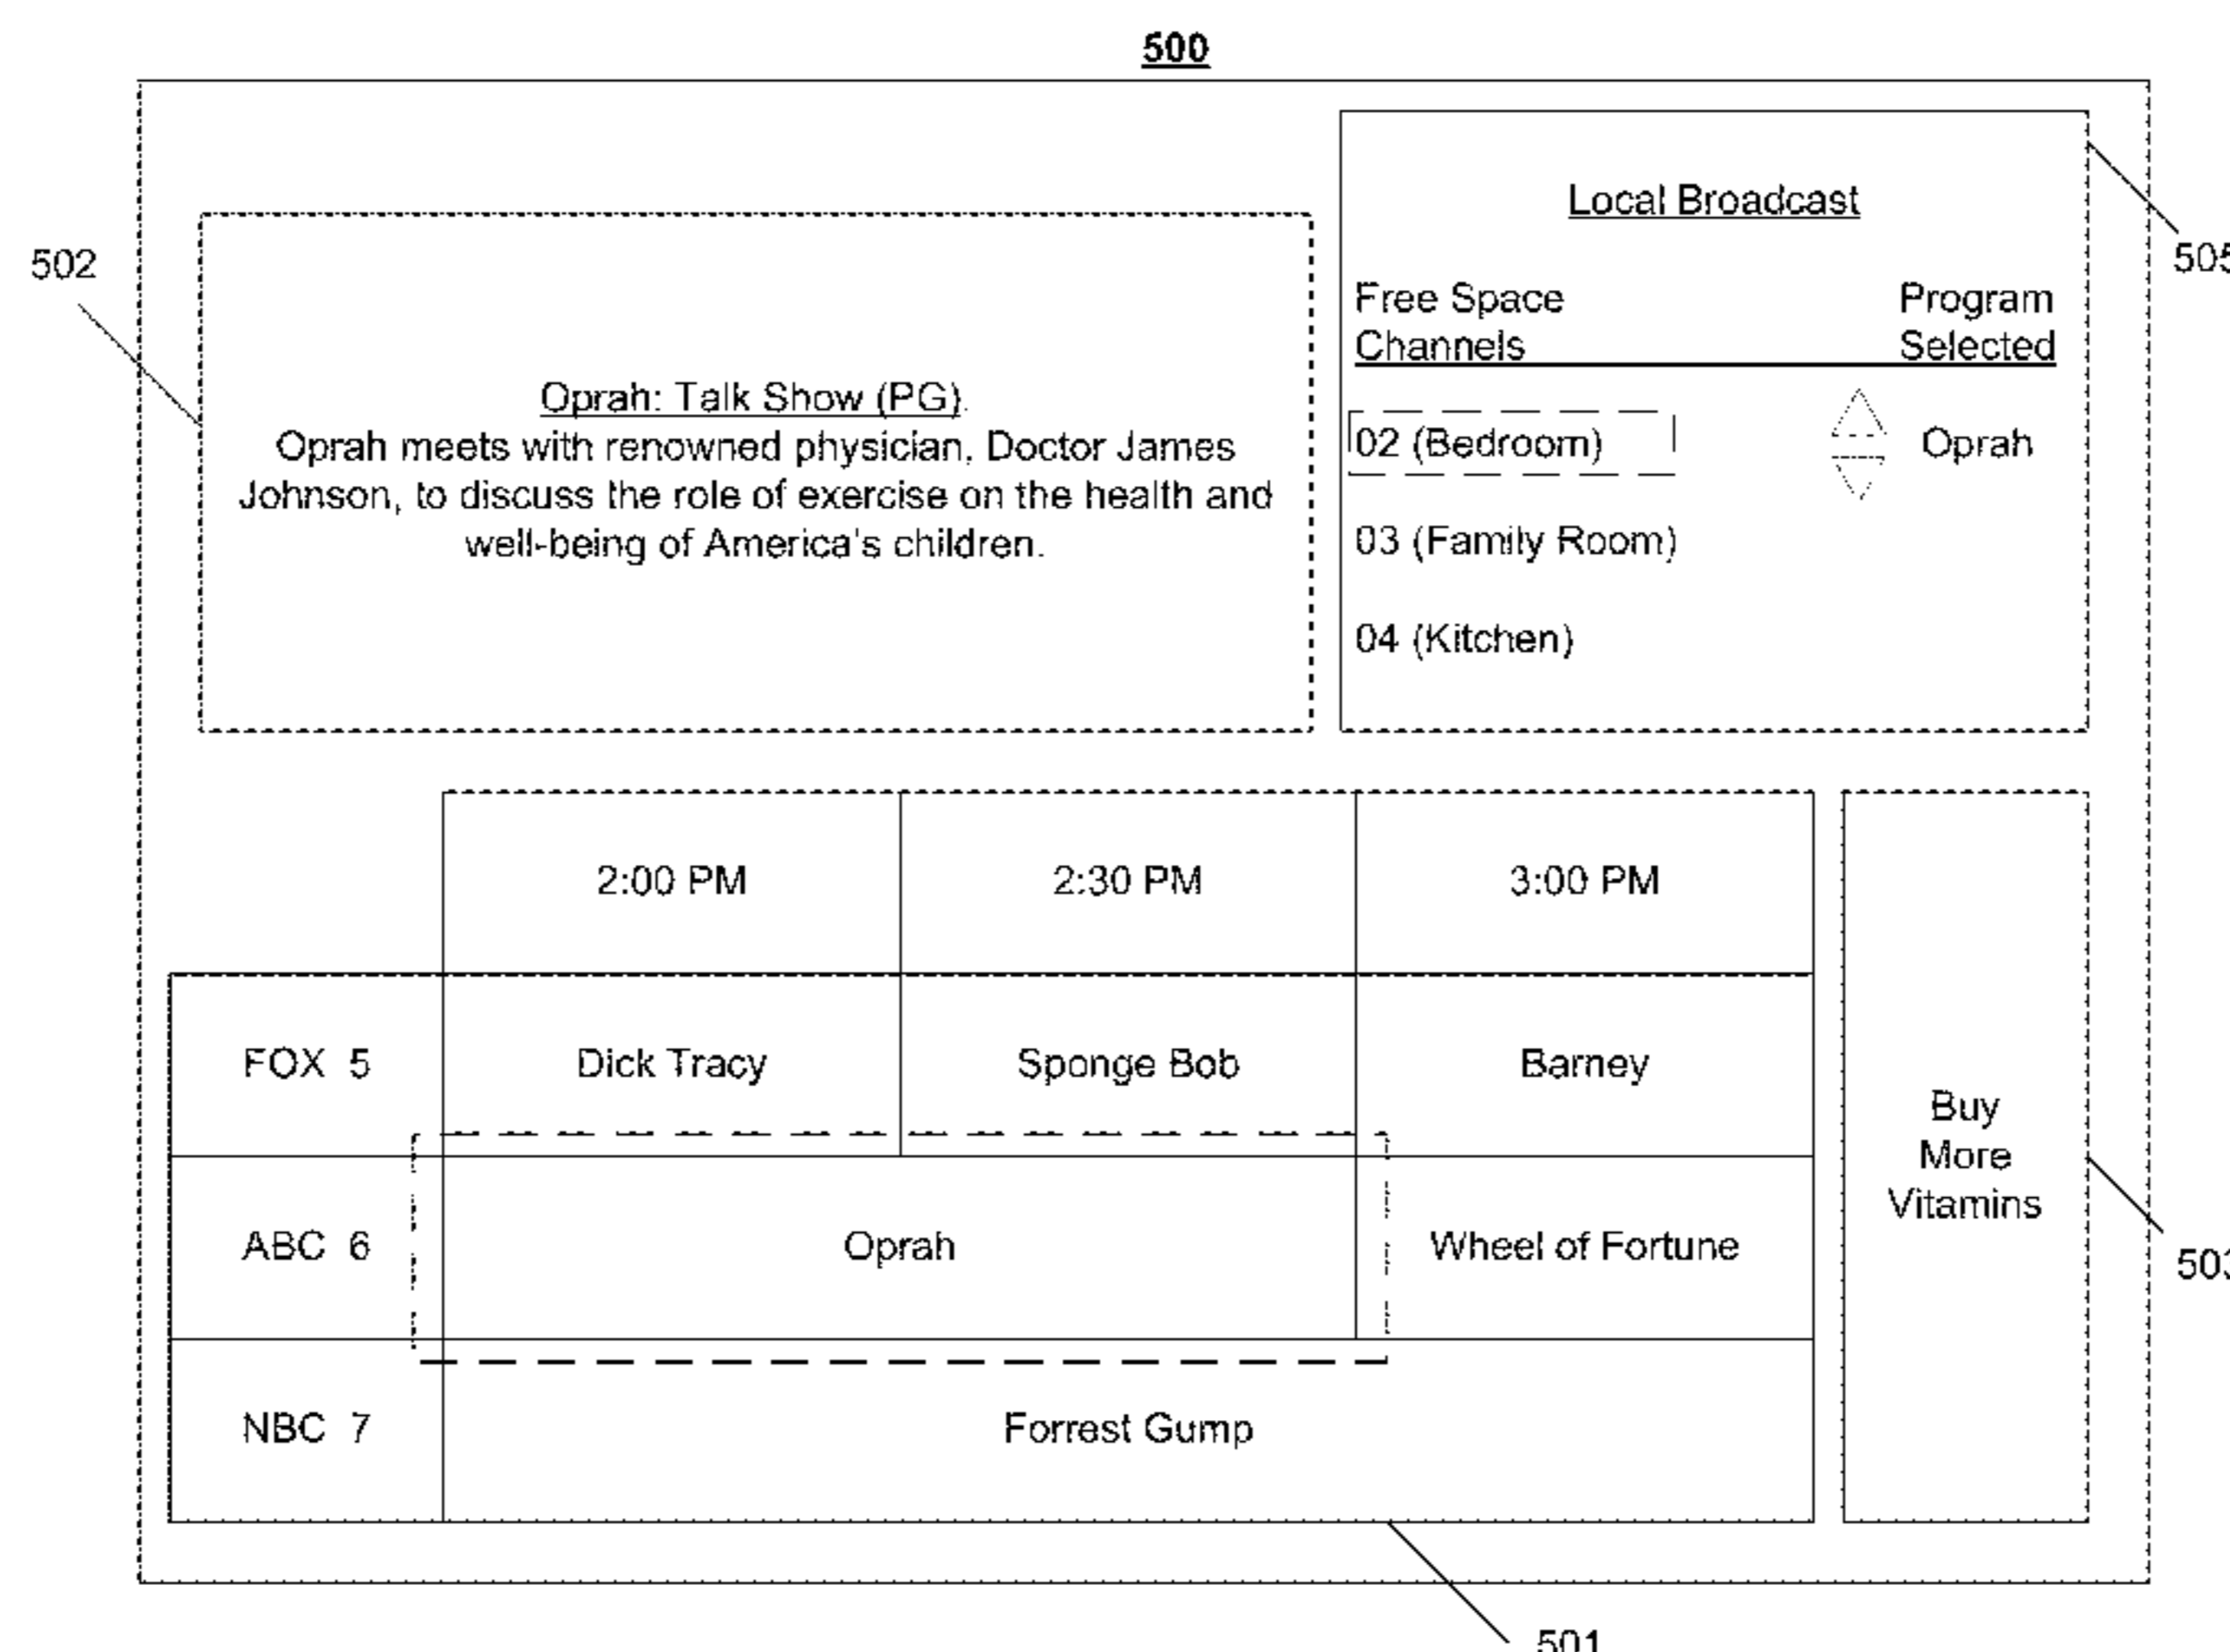 500
502
Oprah: Talk Show (PG).
Oprah meets with renowned physician, Doctor James
Johnson, to discuss the role of exercise on the health and
well-being of America's children.
Local Broadcast
505
Free Space Program
Channels Selected
02 (Bedroom) Oprah
03 (Family Room)
04 (Kitchen)
2:00 PM 2:30 PM 3:00 PM
FOX 5 Dick Tracy Sponge Bob Barney
ABC 6 Oprah Wheel of Fortune
NBC 7 Forrest Gump
Buy
More
Vitamins
503
501